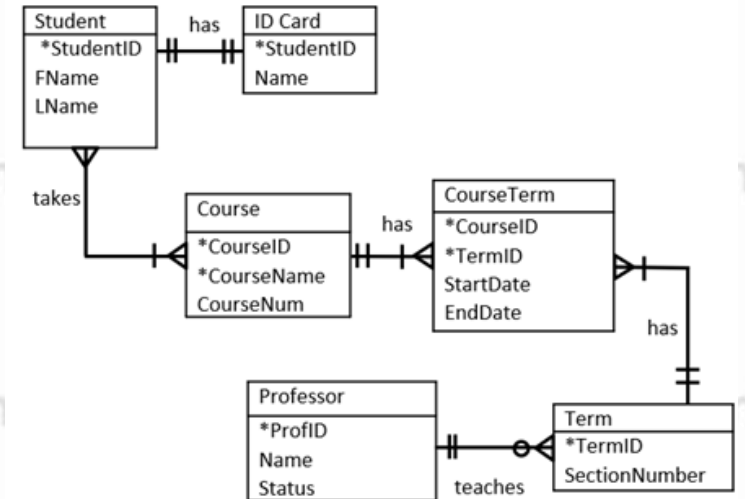 Student
*StudentID
FName
LName
has
ID Card
*StudentID
Name
takes
Course
*CourseID
*CourseName
CourseNum
has
CourseTerm
*CourseID
*TermID
StartDate
EndDate
has
Professor
*ProfID
Name
Status
teaches
Term
*TermID
SectionNumber